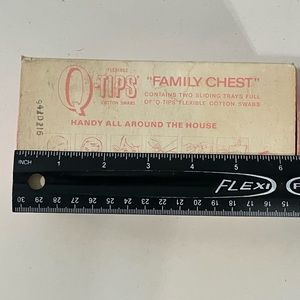 FLEXIBLE
Q-TIPS®
COTTON SWABS
"FAMILY CHEST"
CONTAINS TWO SLIDING TRAYS FULL
OF "Q-TIPS" FLEXIBLE COTTON SWABS
942D216
HANDY ALL AROUND THE HOUSE
INCH 1 2 3 4 5 6
FLEXI
30 29 28 27 26 25 24 23 22 21 20 19 18 17 16 15